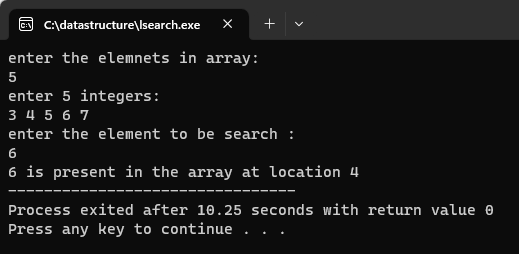 C:\datastructure\lsearch.exe
enter the elemnets in array:
5
enter 5 integers:
3 4 5 6 7
enter the element to be search :
6
6 is present in the array at location 4
--------------------------------
Process exited after 10.25 seconds with return value 0
Press any key to continue . . .